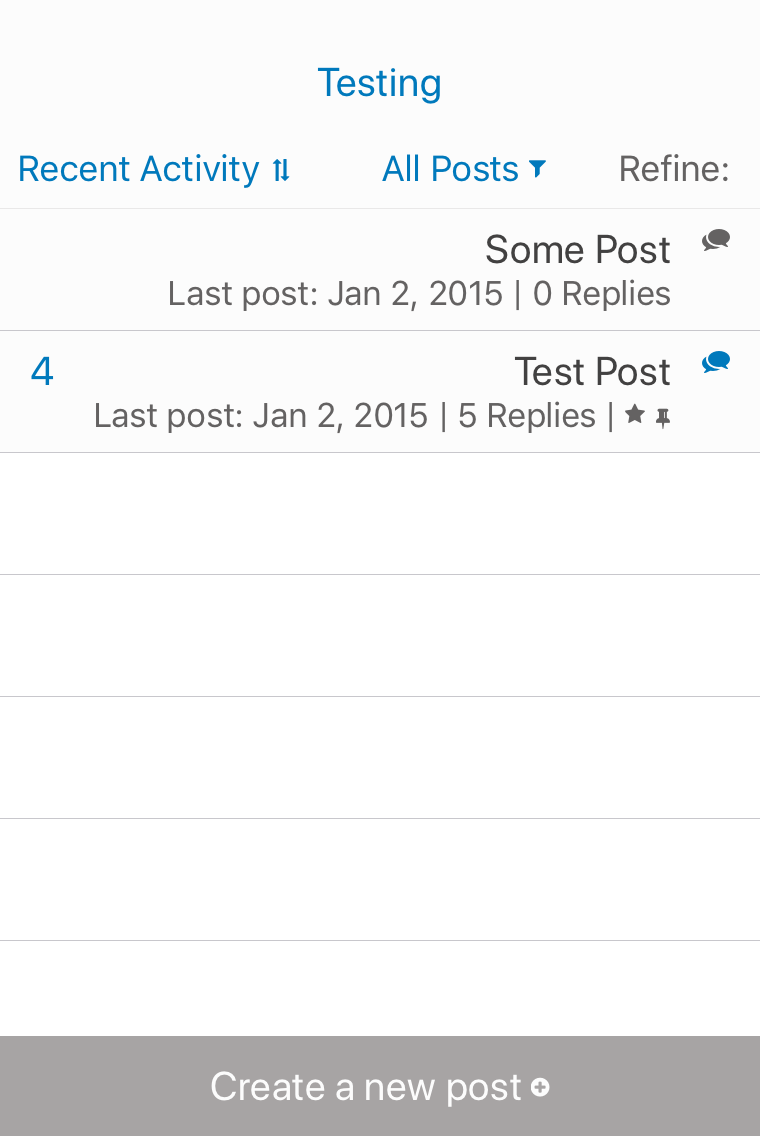 Testing
Recent Activity All Posts Refine:
Some Post
Last post: Jan 2, 2015 | 0 Replies
4 Test Post
Last post: Jan 2, 2015 | 5 Replies |
Create a new post